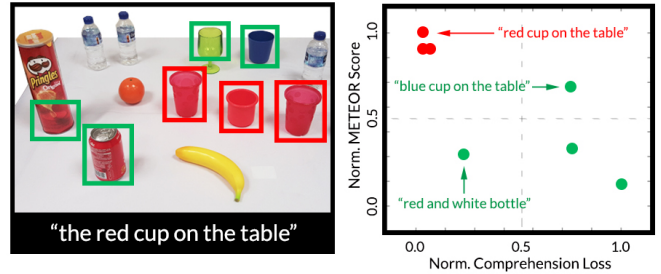 Pringles
Original
"the red cup on the table"
Norm. METEOR Score
1.0
0.5
0.0
"red cup on the table"
"blue cup on the table"
"red and white bottle"
0.0
0.5
1.0
Norm. Comprehension Loss